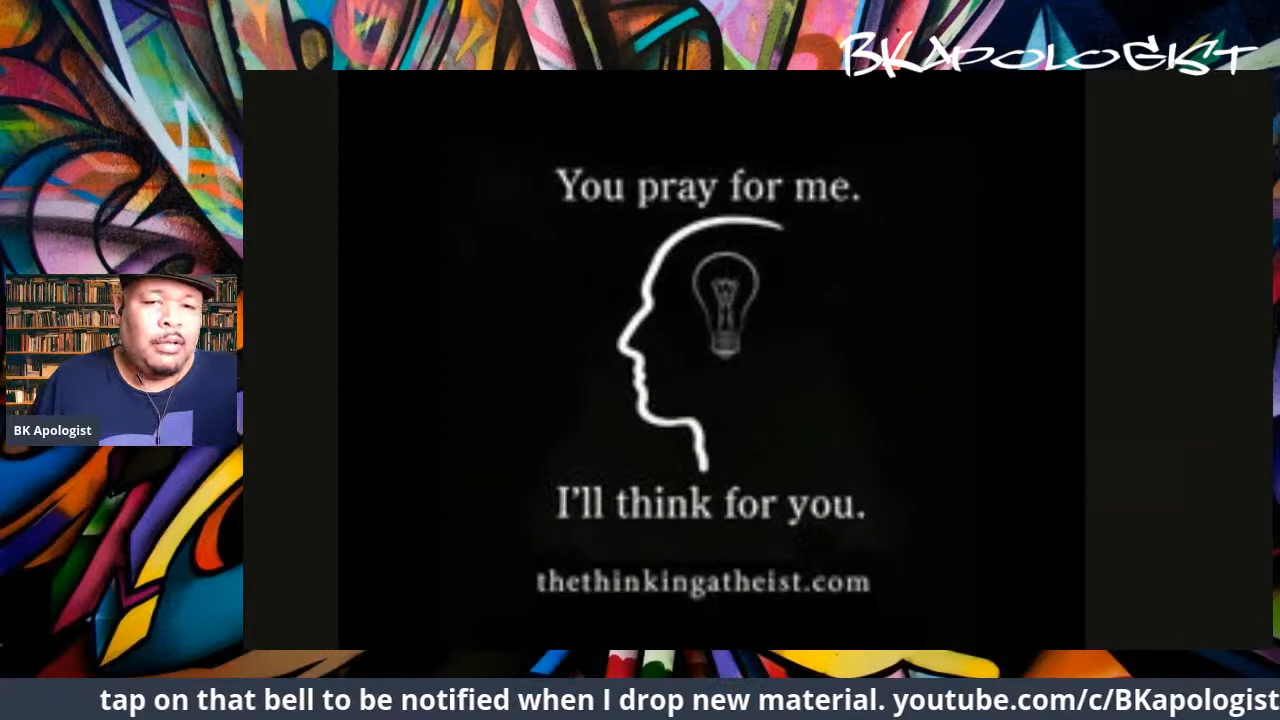 BKAPOLOGIST
You pray for me.
I'll think for you.
thethinkingatheist.com
BK Apologist
tap on that bell to be notified when I drop new material. youtube.com/c/BKapologist